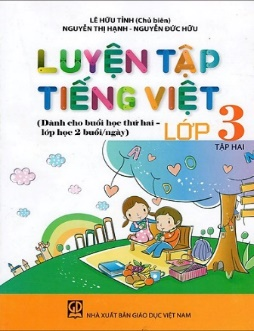 LÊ HỮU TỈNH (Chủ biên)
NGUYỄN THỊ HẠNH - NGUYỄN ĐỨC HỮU
LUYỆN TẬP
TIẾNG VIỆT
(Dành cho buổi học thứ hai –
lớp học 2 buổi/ngày)
LỚP 3
TẬP HAI
NHÀ XUẤT BẢN GIÁO DỤC VIỆT NAM